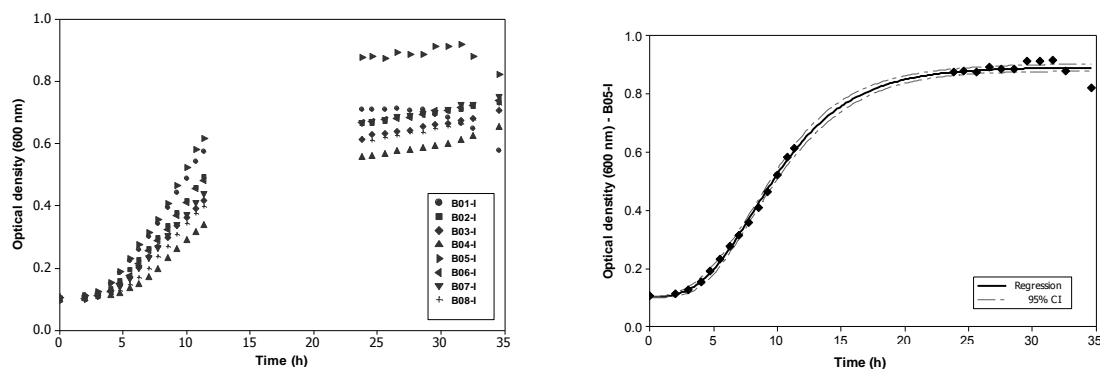 Optical density (600 nm)
1.0
0.8
0.6
0.4
0.2
0.0
0
5
10
15
20
25
30
35
Time (h)
B01-I
B02-I
B03-I
B04-I
B05-I
B06-I
B07-I
B08-I
Optical denstity (600 nm) - B05-I
1.0
0.8
0.6
0.4
0.2
0.0
0
5
10
15
20
25
30
35
Time (h)
Regression
95% CI